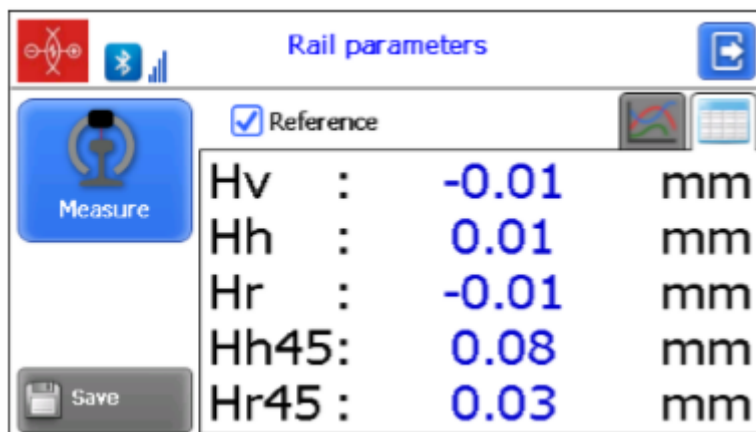 Rail parameters
Reference
Measure
Hv : -0.01 mm
Hh : 0.01 mm
Hr : -0.01 mm
Hh45: 0.08 mm
Hr45 : 0.03 mm
Save